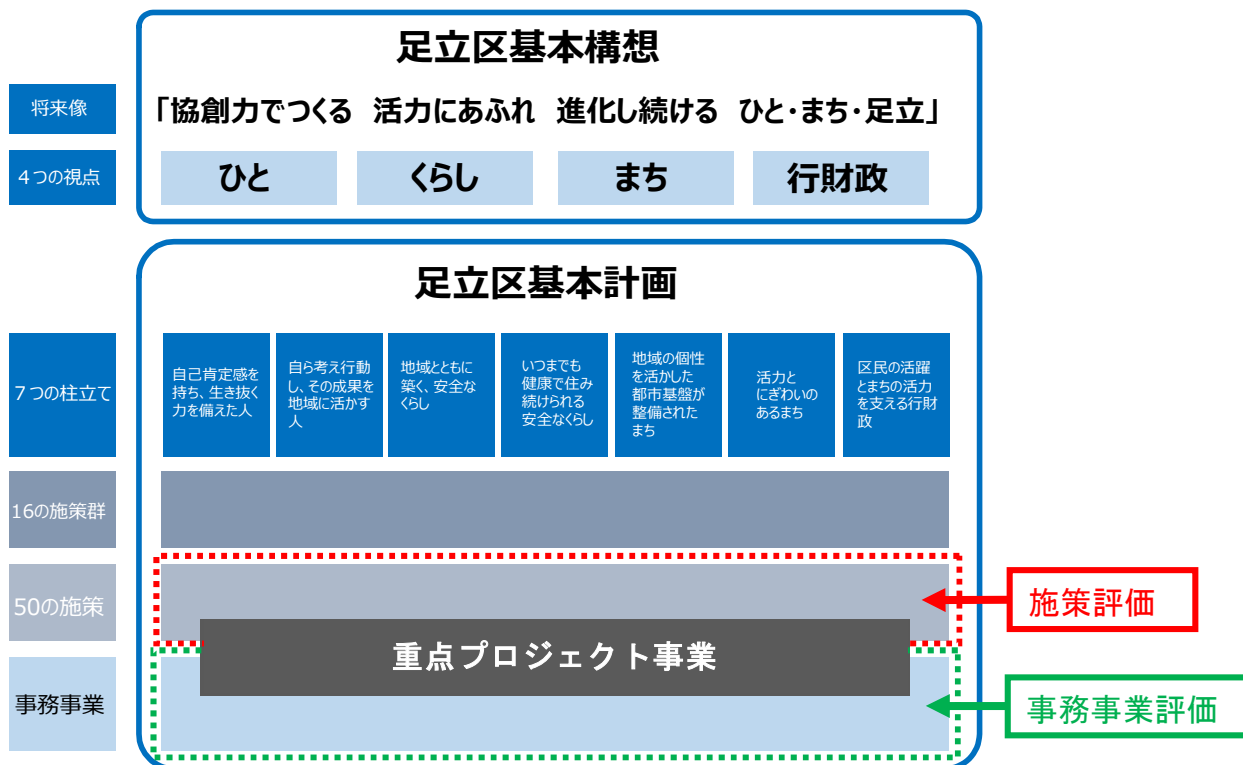 足立区基本構想
将来像
「協創力でつくる 活力にあふれ 進化し続ける ひと・まち・足立」
4つの視点
ひと
くらし
まち
行財政
足立区基本計画
7つの柱立て
自己肯定感を
持ち、生き抜く
力を備えた人
自ら考え行動
し、その成果を
地域に活かす
人
地域とともに
築く、安全な
くらし
いつまでも
健康で住み
続けられる
安全なくらし
地域の個性
を活かした
都市基盤が
整備された
まち
活力と
にぎわいの
あるまち
区民の活躍
とまちの活力
を支える行財
政
16の施策群
50の施策
施策評価
重点プロジェクト事業
事務事業
事務事業評価